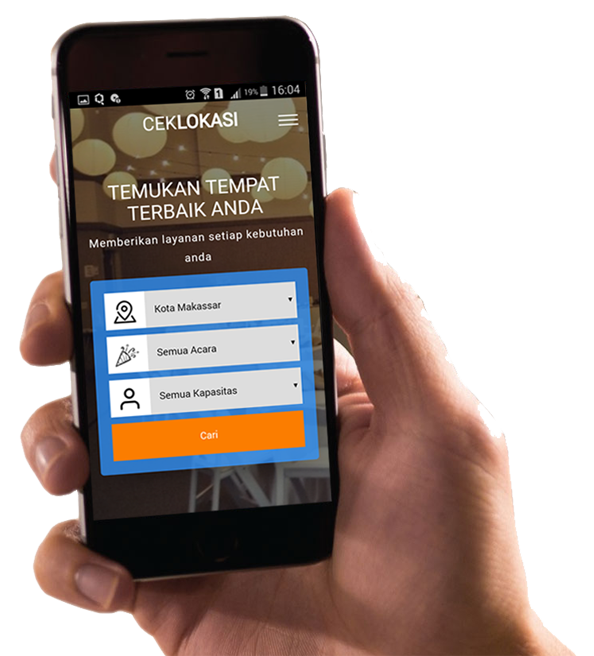 19% 16:04
CEKLOKASI
TEMUKAN TEMPAT
TERBAIK ANDA
Memberikan layanan setiap kebutuhan
anda
Kota Makassar
Semua Acara
Semua Kapasitas
Cari